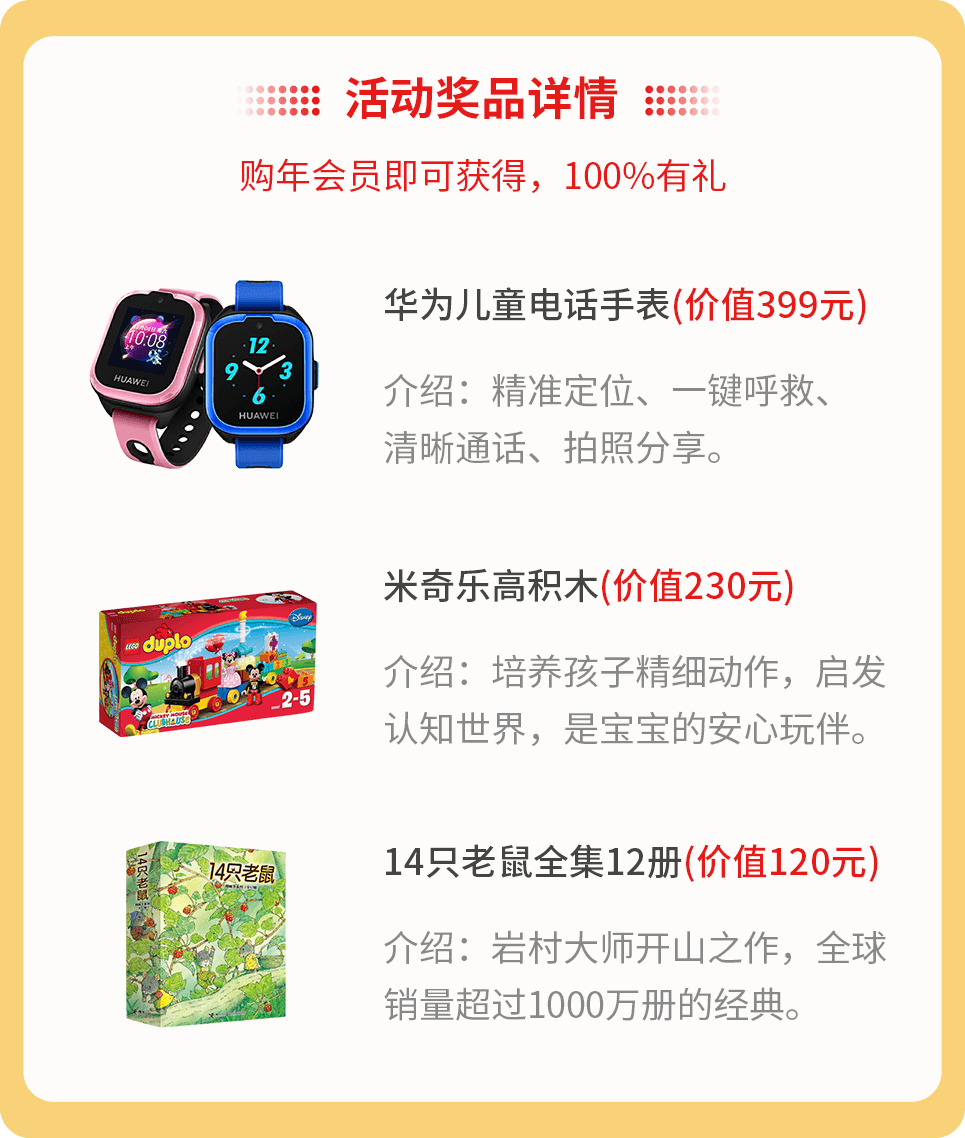 活动奖品详情
购年会员即可获得，100%有礼
华为儿童电话手表(价值399元)
10:08
HUAWEI
12
9
3
6
HUAWEI
介绍：精准定位、一键呼救、
清晰通话、拍照分享。
米奇乐高积木(价值230元)
LEGO
duplo
Disney
MICKEY MOUSE
CLUBHOUSE
2-5
介绍：培养孩子精细动作，启发
认知世界，是宝宝的安心玩伴。
14只老鼠全集12册(价值120元)
14只老鼠
14只老鼠
介绍：岩村大师开山之作，全球
销量超过1000万册的经典。